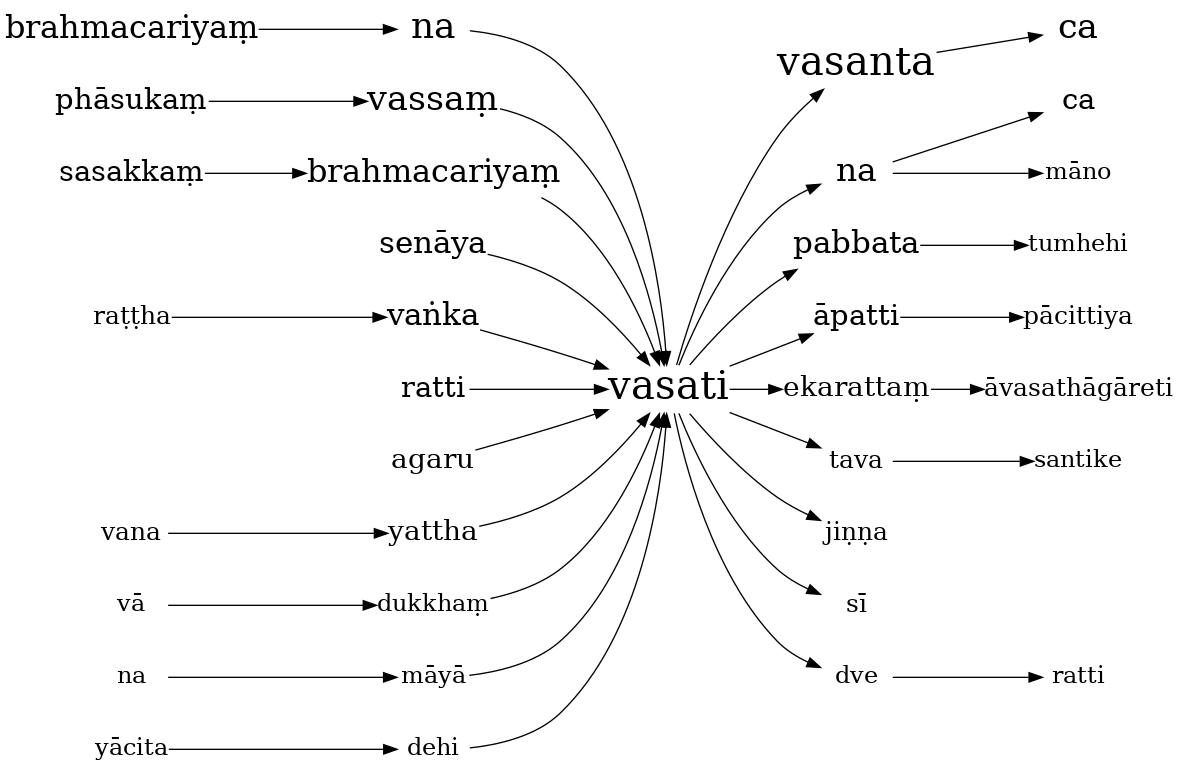 brahmacariyaṃ na vasanta ca
phāsukaṃ vassaṃ ca
sasakkaṃ brahmacariyaṃ na māno
senāya pabbata tumhehi
raṭṭha vaṅka āpatti pācittiya
ratti vasati ekarattaṃ āvasathāgāreti
agaru tava santike
vana yattha jiṇṇa
vā dukkhaṃ sī
na māyā dve ratti
yācita dehi